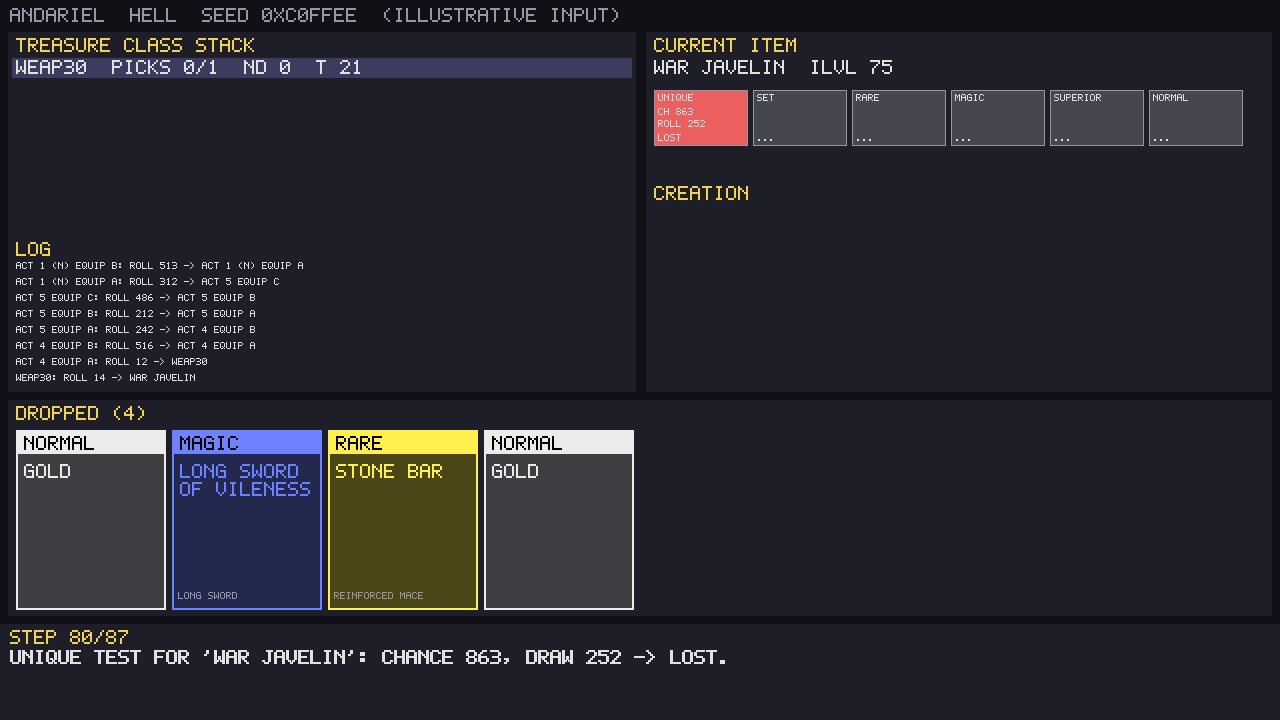 ANDARIEL HELL SEED 0XC0FFEE (ILLUSTRATIVE INPUT)
TREASURE CLASS STACK
WEAP30 PICKS 0/1 ND 0 T 21
LOG
ACT 1 (N) EQUIP B: ROLL 513 -> ACT 1 (N) EQUIP A
ACT 1 (N) EQUIP A: ROLL 312 -> ACT 5 EQUIP C
ACT 5 EQUIP C: ROLL 486 -> ACT 5 EQUIP B
ACT 5 EQUIP B: ROLL 212 -> ACT 5 EQUIP A
ACT 5 EQUIP A: ROLL 242 -> ACT 4 EQUIP B
ACT 4 EQUIP B: ROLL 516 -> ACT 4 EQUIP A
ACT 4 EQUIP A: ROLL 12 -> WEAP30
WEAP30: ROLL 14 -> WAR JAVELIN
CURRENT ITEM
WAR JAVELIN ILVL 75
UNIQUE
CH 863
ROLL 252
LOST
SET
...
RARE
...
MAGIC
...
SUPERIOR
...
NORMAL
...
CREATION
DROPPED (4)
NORMAL
GOLD
MAGIC
LONG SWORD
OF VILENESS
LONG SWORD
RARE
STONE BAR
REINFORCED MACE
NORMAL
GOLD
STEP 80/87
UNIQUE TEST FOR 'WAR JAVELIN': CHANCE 863, DRAW 252 -> LOST.